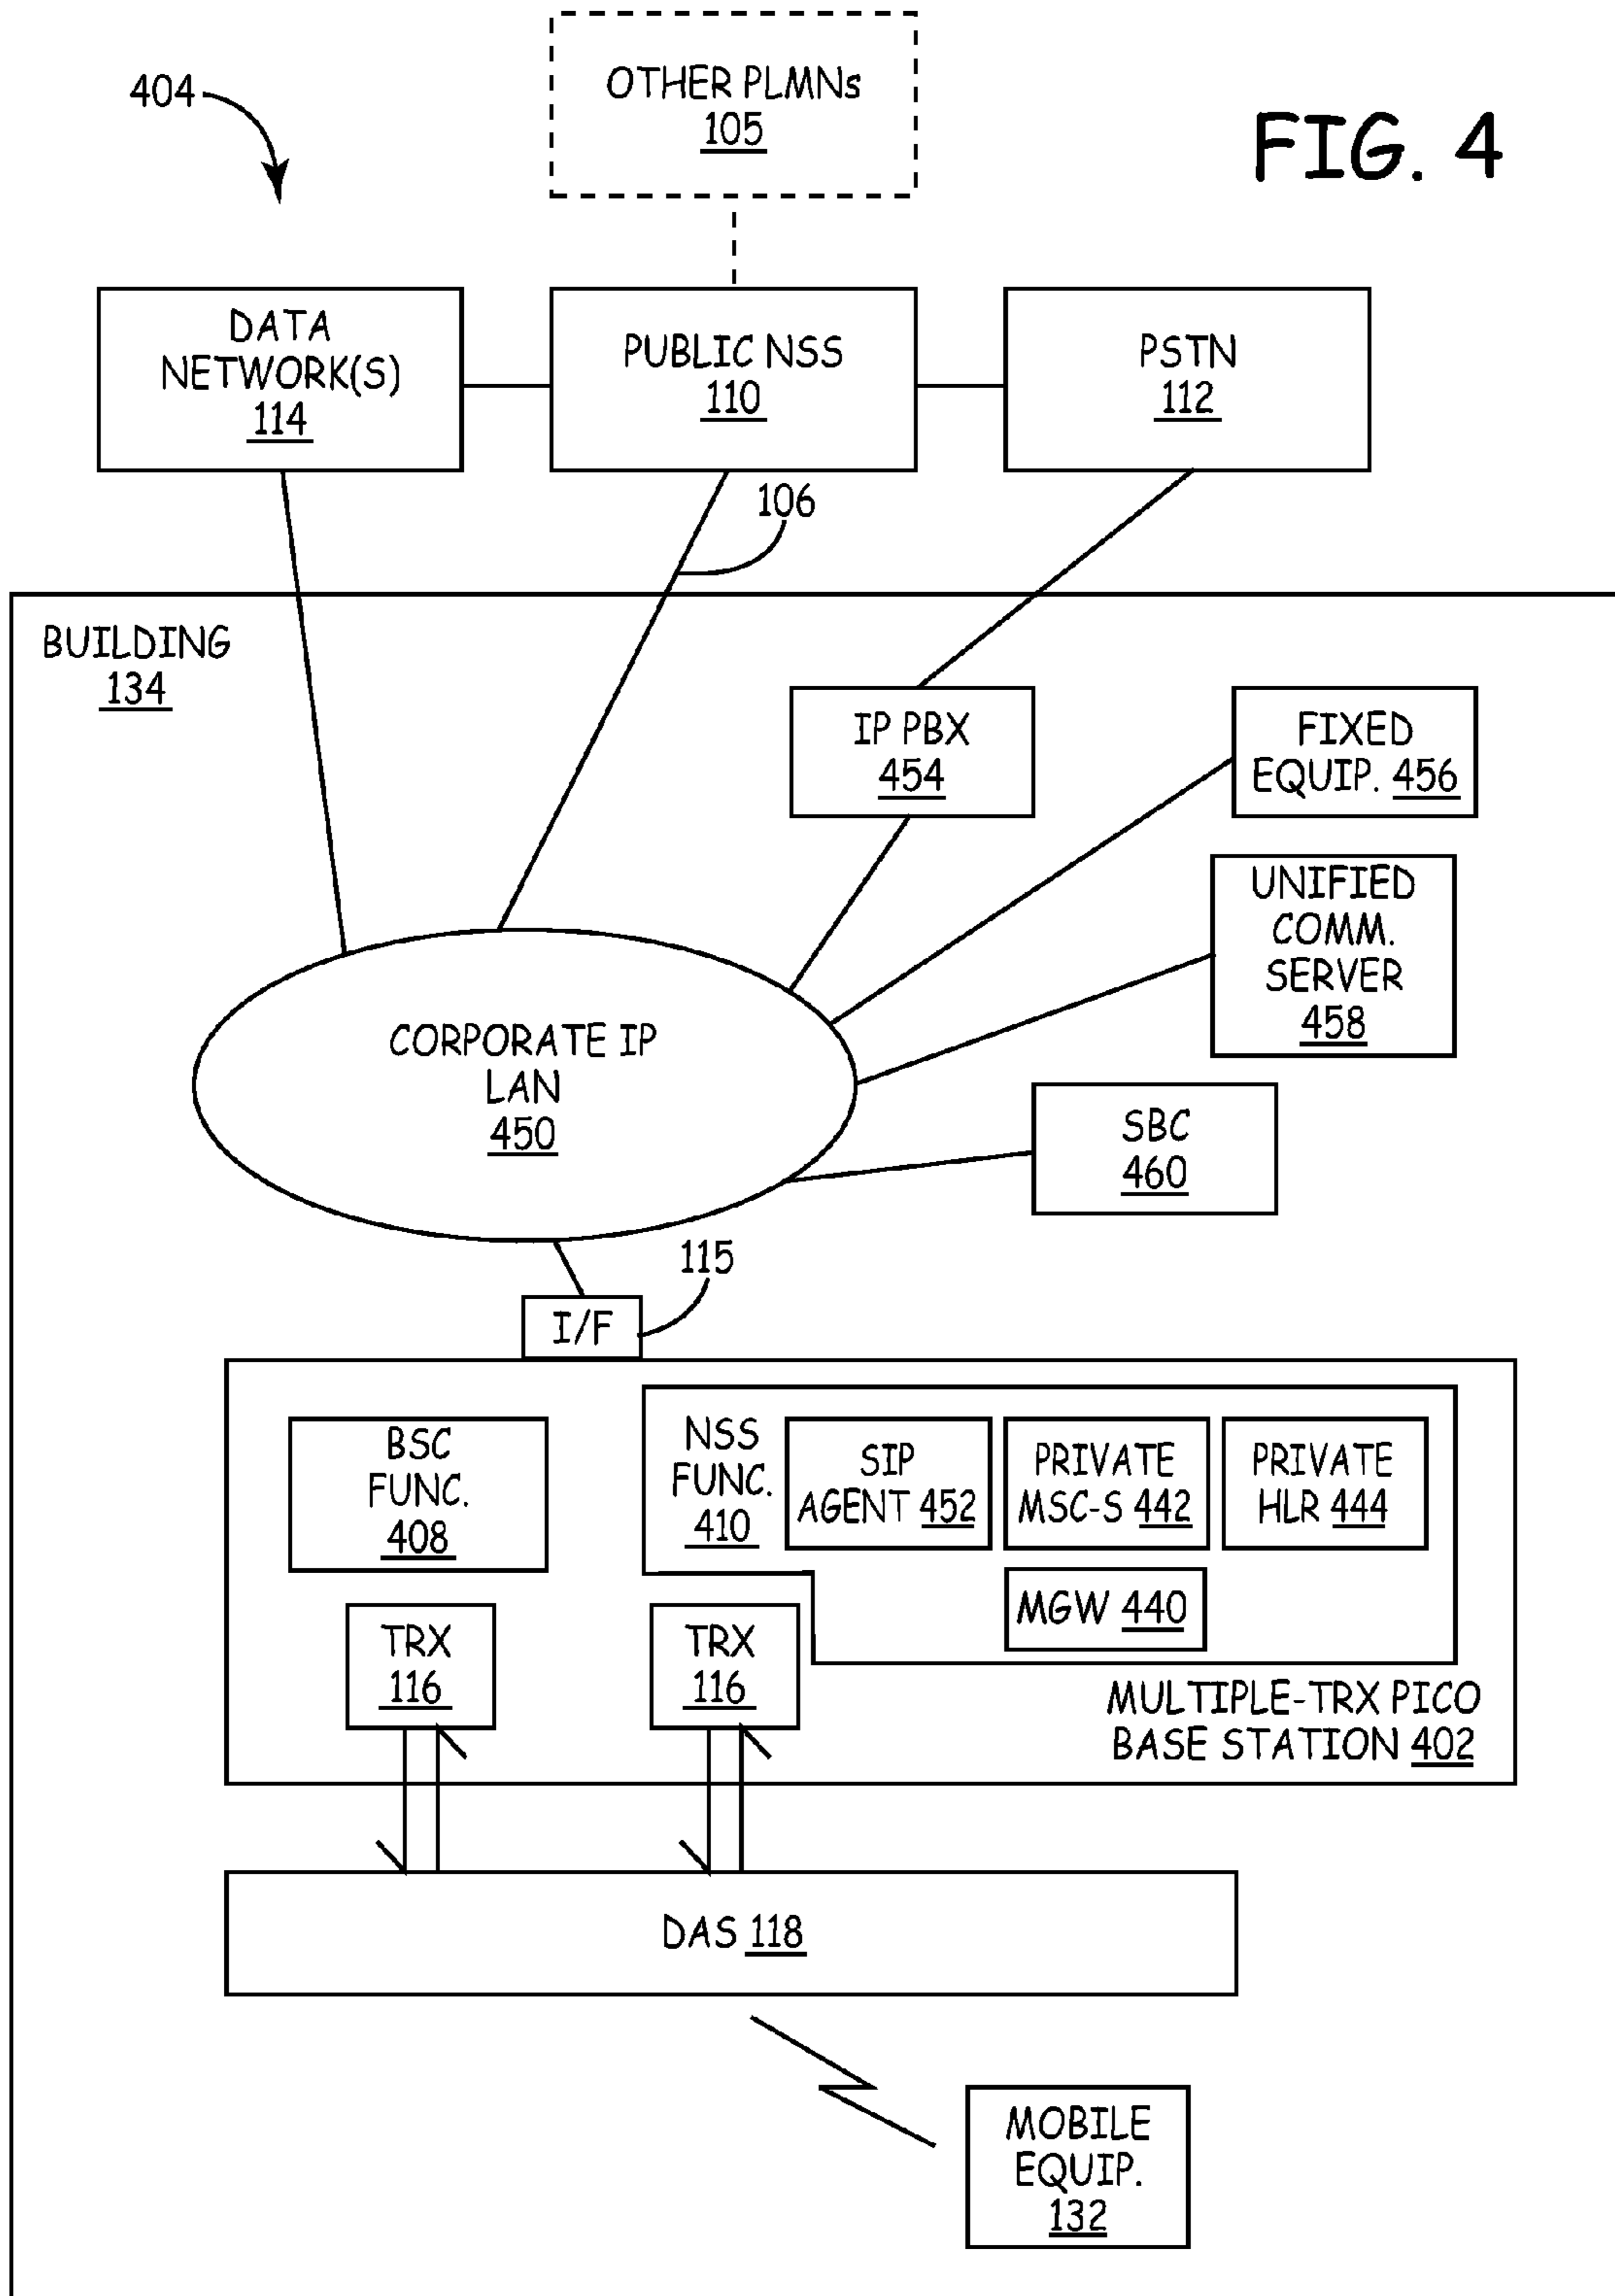 404
OTHER PLMNs
105
FIG. 4
DATA
NETWORK(S)
114
PUBLIC NSS
110
PSTN
112
106
BUILDING
134
IP PBX
454
FIXED
EQUIP. 456
UNIFIED
COMM.
SERVER
458
CORPORATE IP
LAN
450
SBC
460
115
I/F
BSC
FUNC.
408
NSS
FUNC.
410
SIP
AGENT 452
PRIVATE
MSC-S 442
PRIVATE
HLR 444
MGW 440
TRX
116
TRX
116
MULTIPLE-TRX PICO
BASE STATION 402
DAS 118
MOBILE
EQUIP.
132